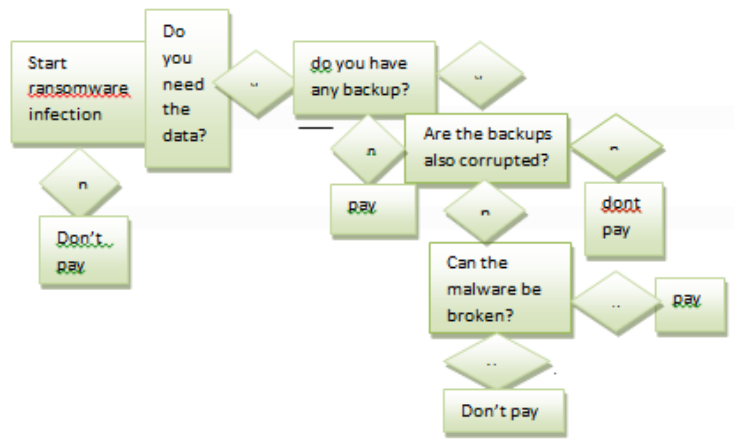 Start
ransomware
infection
Do
you
need
the
data?
do you have
any backup?
n
Don't
pay
n
pay
Are the backups
also corrupted?
n
dont
pay
n
Can the
malware be
broken?
pay
Don't pay